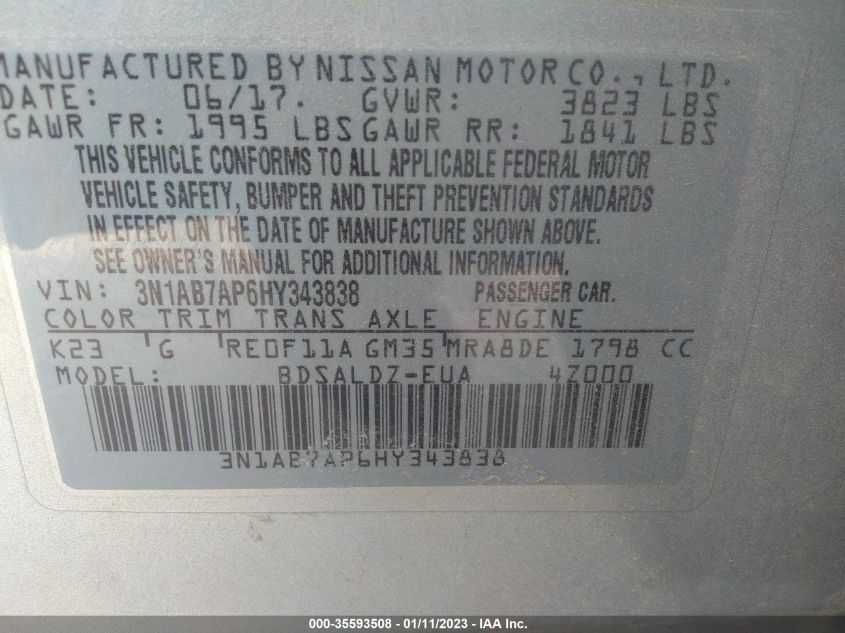 MANUFACTURED BY NISSAN MOTOR CO., LTD.
DATE: 06/17. GVWR: 3823 LBS
GAWR FR: 1995 LBS GAWR RR: 1841 LBS
THIS VEHICLE CONFORMS TO ALL APPLICABLE FEDERAL MOTOR
VEHICLE SAFETY, BUMPER AND THEFT PREVENTION STANDARDS
IN EFFECT ON THE DATE OF MANUFACTURE SHOWN ABOVE.
SEE OWNER'S MANUAL FOR ADDITIONAL INFORMATION.
VIN: 3N1AB7AP6HY343838 PASSENGER CAR.
COLOR TRIM TRANS AXLE ENGINE
K23 G RE0F11A GM35 MRA8DE 1798 CC
MODEL: BDSALDZ-EUA 4Z000
3N1AB7AP6HY343838
000-35593508 - 01/11/2023 - IAA Inc.